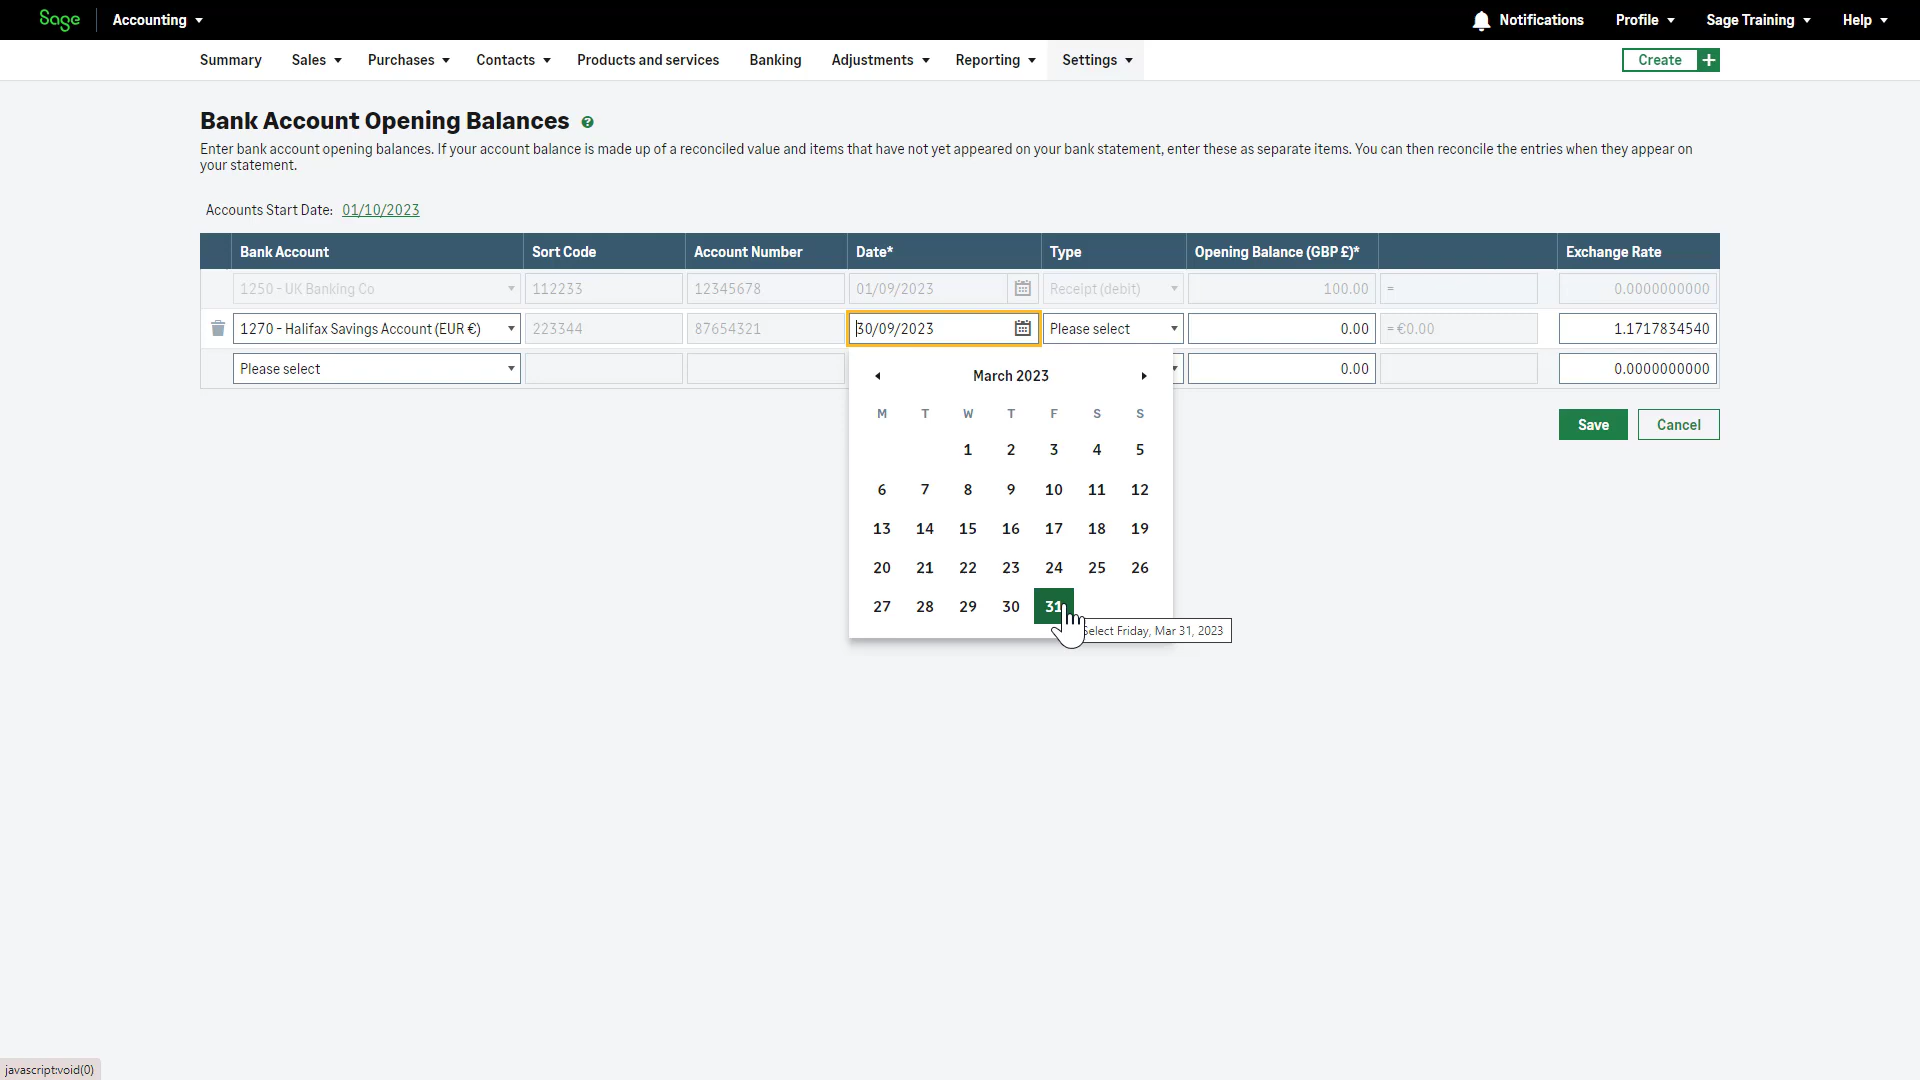 Sage Accounting Notifications Profile Sage Training Help
Summary Sales Purchases Contacts Products and services Banking Adjustments Reporting Settings Create +
Bank Account Opening Balances ?
Enter bank account opening balances. If your account balance is made up of a reconciled value and items that have not yet appeared on your bank statement, enter these as separate items. You can then reconcile the entries when they appear on
your statement.
Accounts Start Date: 01/10/2023
Bank Account Sort Code Account Number Date* Type Opening Balance (GBP £)* Exchange Rate
1250 - UK Banking Co 112233 12345678 01/09/2023 Receipt (debit) 100.00 = 0.0000000000
1270 - Halifax Savings Account (EUR €) 223344 87654321 30/09/2023 Please select 0.00 = €0.00 1.1717834540
Please select 0.00 0.0000000000
March 2023
Save Cancel
M T W T F S S
1 2 3 4 5
6 7 8 9 10 11 12
13 14 15 16 17 18 19
20 21 22 23 24 25 26
27 28 29 30 31
Select Friday, Mar 31, 2023
javascript:void(0)